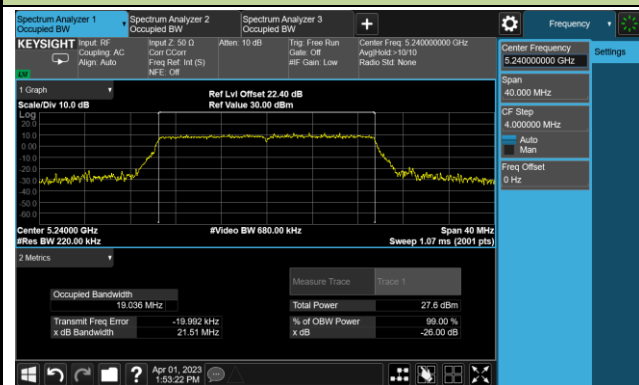 Spectrum Analyzer 1
Occupied BW
Spectrum Analyzer 2
Occupied BW
Spectrum Analyzer 3
Occupied BW
Frequency
KEYSIGHT
Input: RF
Coupling: AC
Align: Auto
Input Z: 50 Ω
Corr CCorr
Freq Ref: Int (S)
NFE: Off
Atten: 10 dB
Trig: Free Run
Gate: Off
#IF Gain: Low
Center Freq: 5.240000000 GHz
Avg|Hold:>10/10
Radio Std: None
Center Frequency
5.240000000 GHz
Settings
Span
40.000 MHz
CF Step
4.000000 MHz
Auto
Man
Freq Offset
0 Hz
1 Graph
Scale/Div 10.0 dB
Ref Lvl Offset 22.40 dB
Ref Value 30.00 dBm
Log
20.0
10.0
0.00
-10.0
-20.0
-30.0
-40.0
-50.0
-60.0
Center 5.24000 GHz
#Res BW 220.00 kHz
#Video BW 680.00 kHz
Span 40 MHz
Sweep 1.07 ms (2001 pts)
2 Metrics
Measure Trace
Trace 1
Occupied Bandwidth
19.036 MHz
Total Power
27.6 dBm
Transmit Freq Error
-19.992 kHz
% of OBW Power
99.00 %
x dB Bandwidth
21.51 MHz
x dB
-26.00 dB
Apr 01, 2023
1:53:22 PM